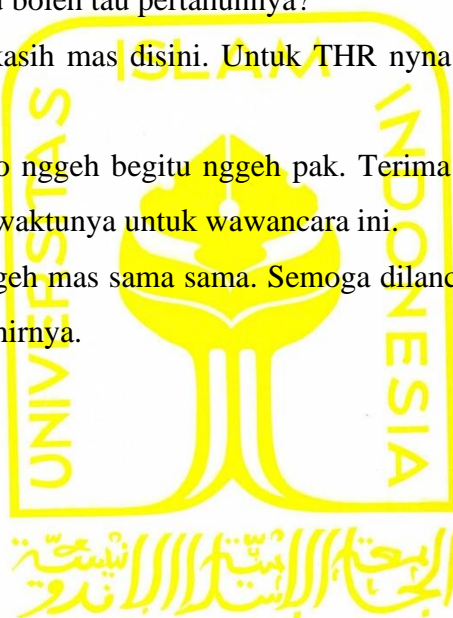 boleh tau pertahunnya?
kasih mas disini. Untuk THR nyna
o nggeh begitu nggeh pak. Terima
waktunya untuk wawancara ini.
ggeh mas sama sama. Semoga dilanc
hirnya.
UNIVERSITAS
ISLAM
INDONESIA